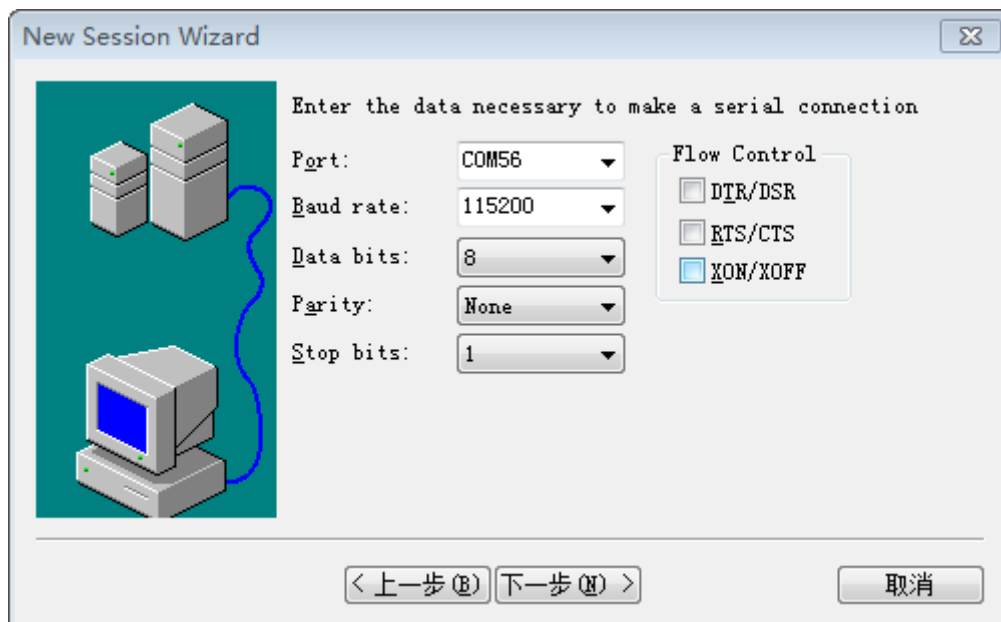 New Session Wizard
Enter the data necessary to make a serial connection
Port: COM56
Baud rate: 115200
Data bits: 8
Parity: None
Stop bits: 1
Flow Control
DTR/DSR
RTS/CTS
XON/XOFF
< 上一步(B) 下一步(N) > 取消